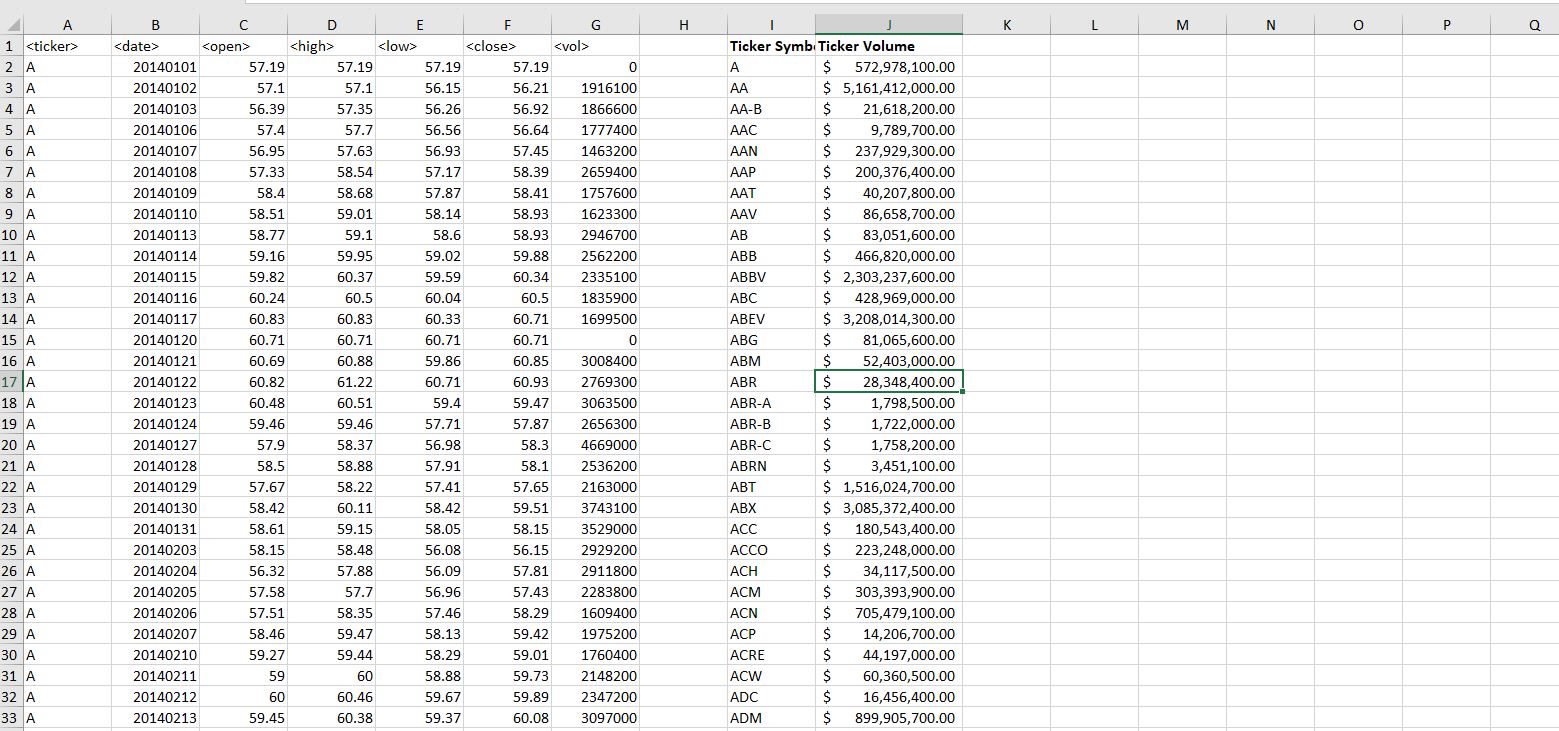 A B C D E F G H I J K L M N O P Q
1 <ticker> <date> <open> <high> <low> <close> <vol> Ticker Symb Ticker Volume
2 A 20140101 57.19 57.19 57.19 57.19 0 A $ 572,978,100.00
3 A 20140102 57.1 57.1 56.15 56.21 1916100 AA $ 5,161,412,000.00
4 A 20140103 56.39 57.35 56.26 56.92 1866600 AA-B $ 21,618,200.00
5 A 20140106 57.4 57.7 56.56 56.64 1777400 AAC $ 9,789,700.00
6 A 20140107 56.95 57.63 56.93 57.45 1463200 AAN $ 237,929,300.00
7 A 20140108 57.33 58.54 57.17 58.39 2659400 AAP $ 200,376,400.00
8 A 20140109 58.4 58.68 57.87 58.41 1757600 AAT $ 40,207,800.00
9 A 20140110 58.51 59.01 58.14 58.93 1623300 AAV $ 86,658,700.00
10 A 20140113 58.77 59.1 58.6 58.93 2946700 AB $ 83,051,600.00
11 A 20140114 59.16 59.95 59.02 59.88 2562200 ABB $ 466,820,000.00
12 A 20140115 59.82 60.37 59.59 60.34 2335100 ABBV $ 2,303,237,600.00
13 A 20140116 60.24 60.5 60.04 60.5 1835900 ABC $ 428,969,000.00
14 A 20140117 60.83 60.83 60.33 60.71 1699500 ABEV $ 3,208,014,300.00
15 A 20140120 60.71 60.71 60.71 60.71 0 ABG $ 81,065,600.00
16 A 20140121 60.69 60.88 59.86 60.85 3008400 ABM $ 52,403,000.00
17 A 20140122 60.82 61.22 60.71 60.93 2769300 ABR $ 28,348,400.00
18 A 20140123 60.48 60.51 59.4 59.47 3063500 ABR-A $ 1,798,500.00
19 A 20140124 59.46 59.46 57.71 57.87 2656300 ABR-B $ 1,722,000.00
20 A 20140127 57.9 58.37 56.98 58.3 4669000 ABR-C $ 1,758,200.00
21 A 20140128 58.5 58.88 57.91 58.1 2536200 ABRN $ 3,451,100.00
22 A 20140129 57.67 58.22 57.41 57.65 2163000 ABT $ 1,516,024,700.00
23 A 20140130 58.42 60.11 58.42 59.51 3743100 ABX $ 3,085,372,400.00
24 A 20140131 58.61 59.15 58.05 58.15 3529000 ACC $ 180,543,400.00
25 A 20140203 58.15 58.48 56.08 56.15 2929200 ACCO $ 223,248,000.00
26 A 20140204 56.32 57.88 56.09 57.81 2911800 ACH $ 34,117,500.00
27 A 20140205 57.58 57.7 56.96 57.43 2283800 ACM $ 303,393,900.00
28 A 20140206 57.51 58.35 57.46 58.29 1609400 ACN $ 705,479,100.00
29 A 20140207 58.46 59.47 58.13 59.42 1975200 ACP $ 14,206,700.00
30 A 20140210 59.27 59.44 58.29 59.01 1760400 ACRE $ 44,197,000.00
31 A 20140211 59 60 58.88 59.73 2148200 ACW $ 60,360,500.00
32 A 20140212 60 60.46 59.67 59.89 2347200 ADC $ 16,456,400.00
33 A 20140213 59.45 60.38 59.37 60.08 3097000 ADM $ 899,905,700.00